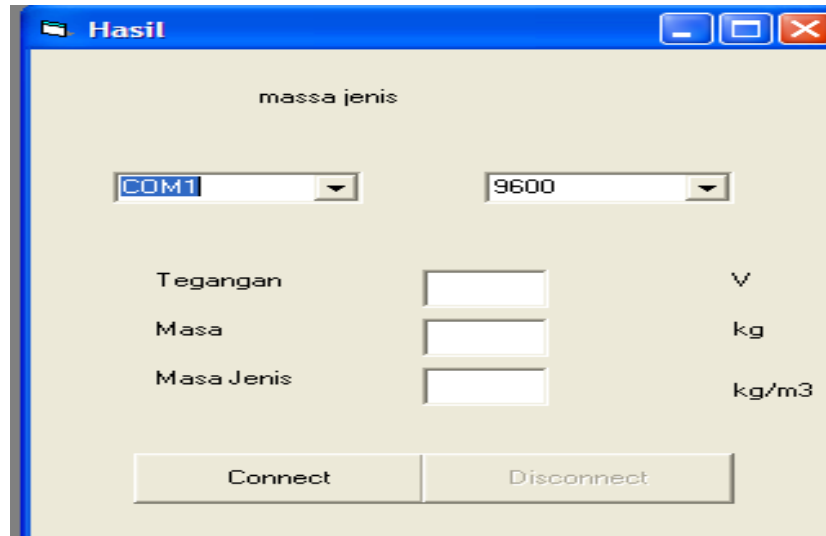 Hasil
massa jenis
COM1 9600
Tegangan V
Masa kg
Masa Jenis kg/m3
Connect Disconnect